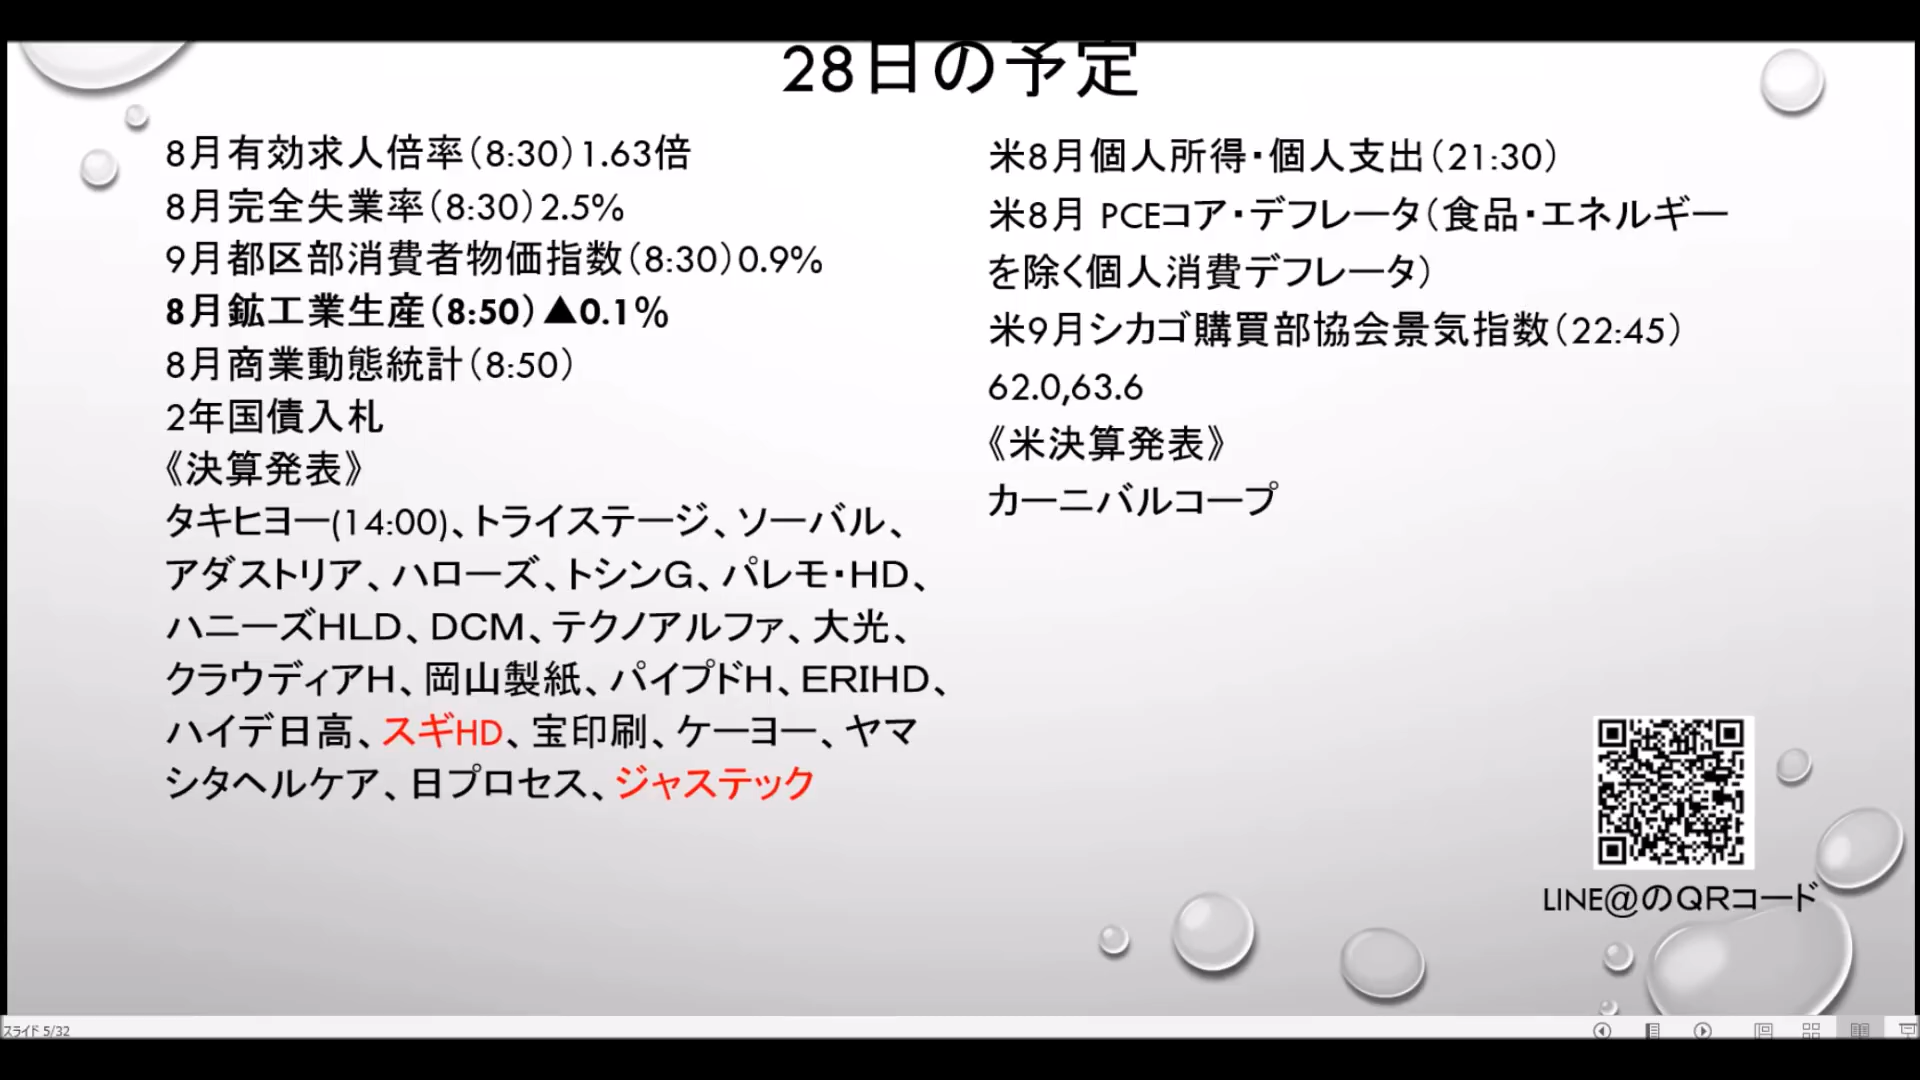 28日の予定
8月有効求人倍率(8:30)1.63倍
8月完全失業率(8:30)2.5%
9月都区部消費者物価指数(8:30)0.9%
8月鉱工業生産(8:50)▲0.1%
8月商業動態統計(8:50)
2年国債入札
《決算発表》
タキヒヨー(14:00)、トライステージ、ソーバル、
アダストリア、ハローズ、トシンG、パレモ・HD、
ハニーズHLD、DCM、テクノアルファ、大光、
クラウディアH、岡山製紙、パイプドH、ERIHD、
ハイデ日高、スギHD、宝印刷、ケーヨー、ヤマ
シタヘルケア、日プロセス、ジャステック
米8月個人所得・個人支出(21:30)
米8月 PCEコア・デフレータ(食品・エネルギー
を除く個人消費デフレータ)
米9月シカゴ購買部協会景気指数(22:45)
62.0,63.6
《米決算発表》
カーニバルコープ
LINE@のQRコード
スライド 5/32